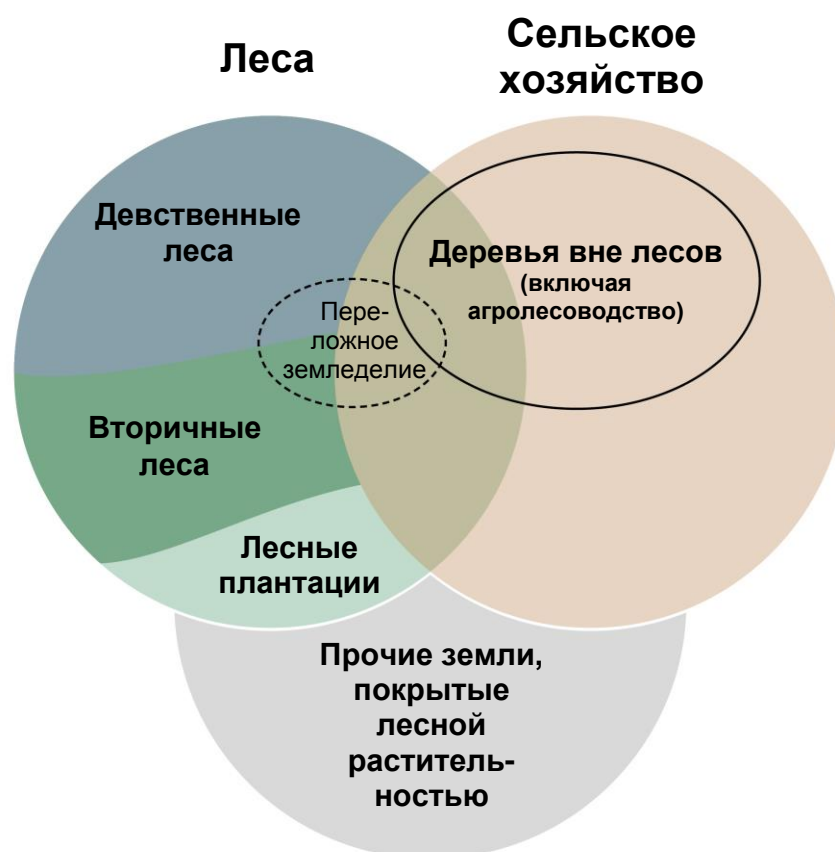 Леса
Сельское
хозяйство
Девственные
леса
Деревья вне лесов
(включая
агролесоводство)
Пере-
ложное
земледелие
Вторичные
леса
Лесные
плантации
Прочие земли,
покрытые
лесной
раститель-
ностью